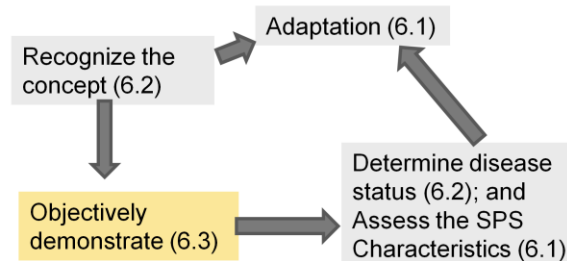 Adaptation (6.1)
Recognize the
concept (6.2)
Objectively
demonstrate (6.3)
Determine disease
status (6.2); and
Assess the SPS
Characteristics (6.1)